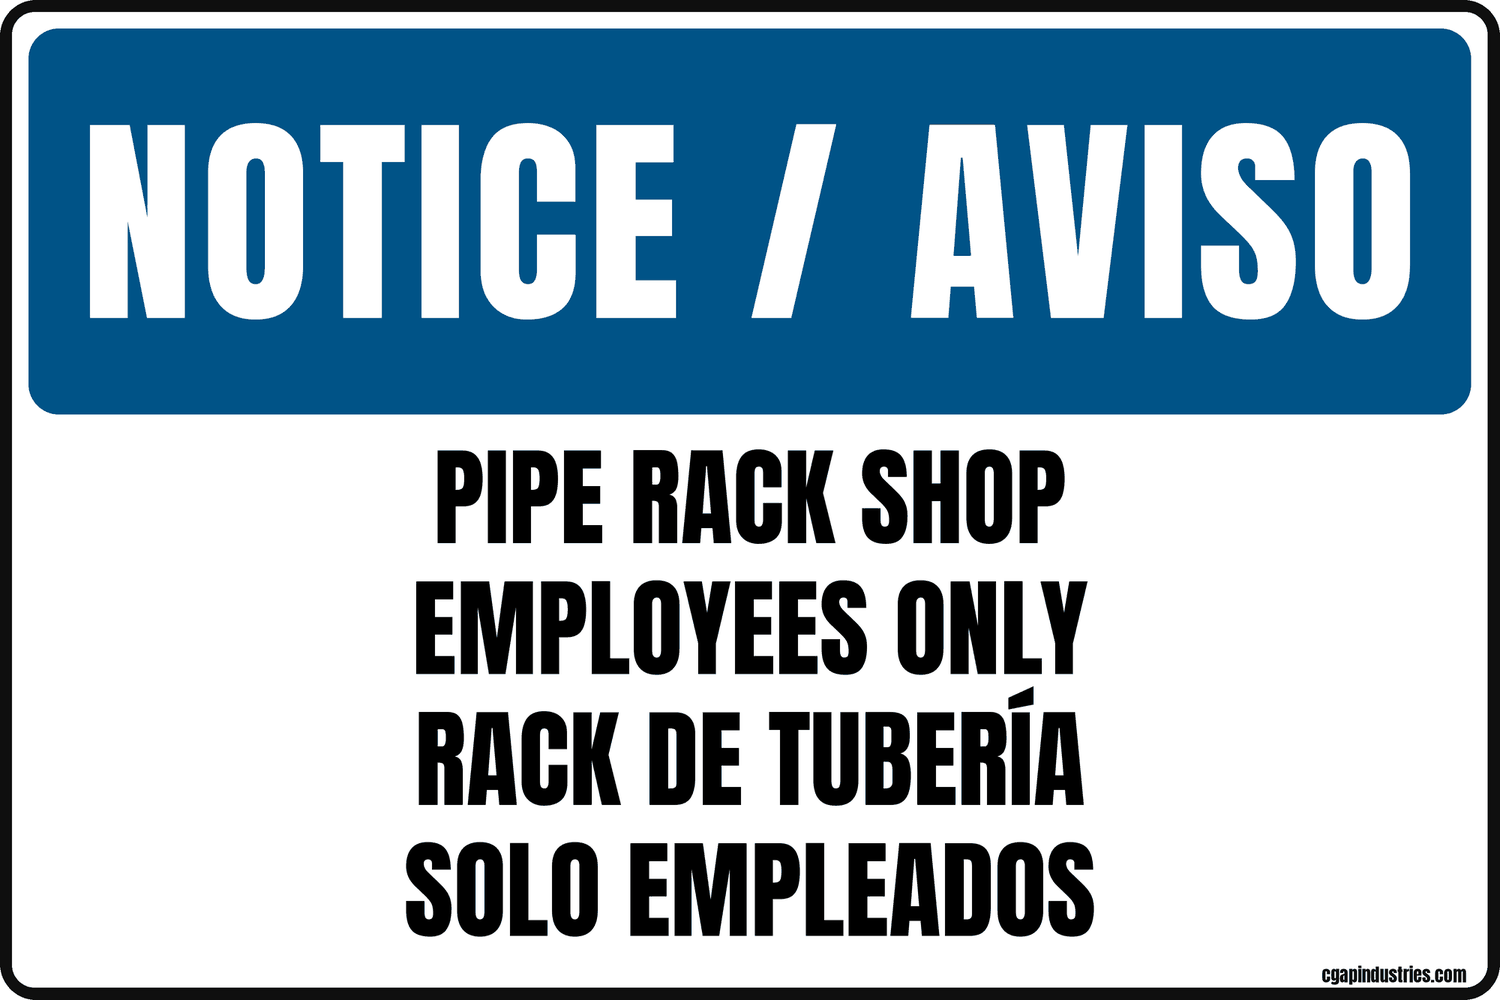 NOTICE / AVISO
PIPE RACK SHOP
EMPLOYEES ONLY
RACK DE TUBERÍA
SOLO EMPLEADOS
cgapindustries.com